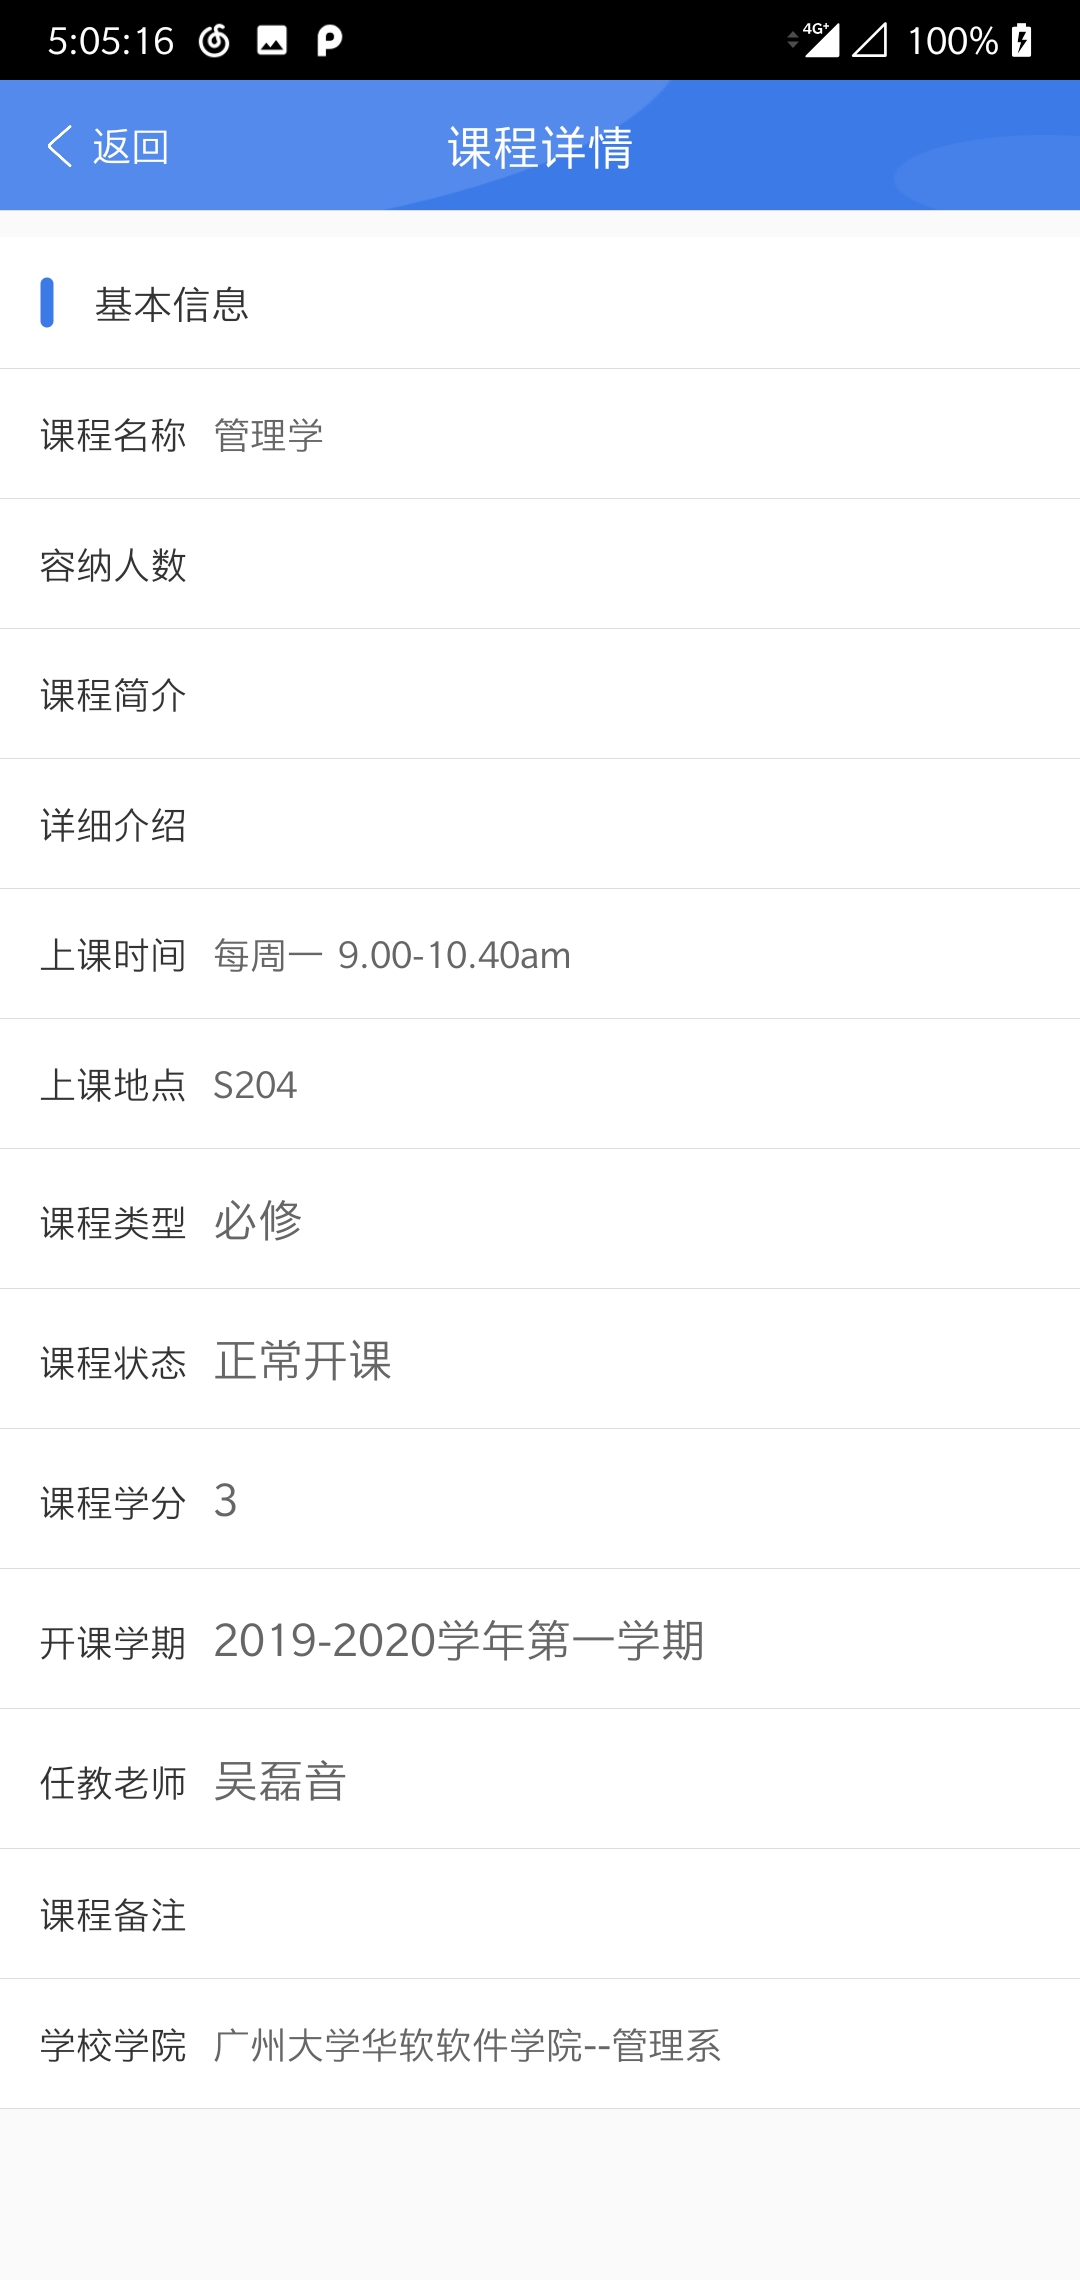 5:05:16 4G+ 100%
返回 课程详情
基本信息
课程名称 管理学
容纳人数
课程简介
详细介绍
上课时间 每周一 9.00-10.40am
上课地点 S204
课程类型 必修
课程状态 正常开课
课程学分 3
开课学期 2019-2020学年第一学期
任教老师 吴磊音
课程备注
学校学院 广州大学华软软件学院--管理系